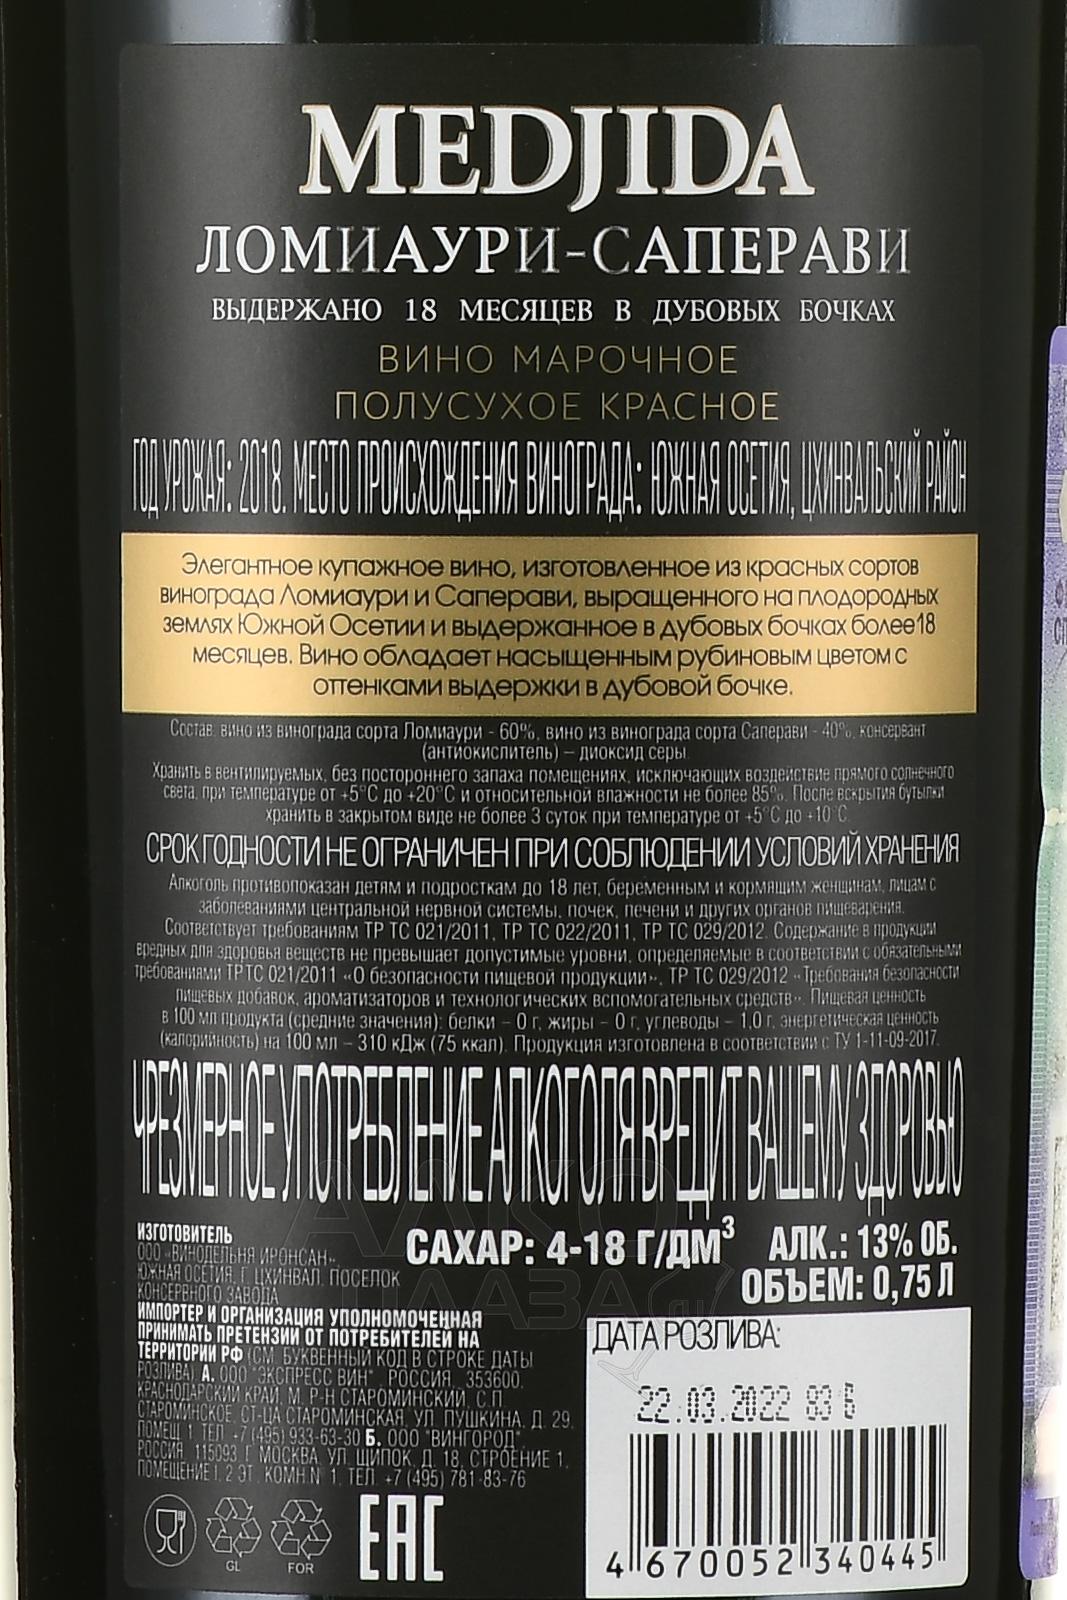 MEDJIDA
ЛОМИАУРИ-САПЕРАВИ
ВЫДЕРЖАНО 18 МЕСЯЦЕВ В ДУБОВЫХ БОЧКАХ
ВИНО МАРОЧНОЕ
ПОЛУСУХОЕ КРАСНОЕ
ГОД УРОЖАЯ: 2018. МЕСТО ПРОИСХОЖДЕНИЯ ВИНОГРАДА: ЮЖНАЯ ОСЕТИЯ, ЦХИНВАЛЬСКИЙ РАЙОН
Элегантное купажное вино, изготовленное из красных сортов
винограда Ломиаури и Саперави, выращенного на плодородных
землях Южной Осетии и выдержанное в дубовых бочках более18
месяцев. Вино обладает насыщенным рубиновым цветом с
оттенками выдержки в дубовой бочке.
Состав: вино из винограда сорта Ломиаури - 60%, вино из винограда сорта Саперави - 40%, консервант
(антиокислитель) – диоксид серы.
Хранить в вентилируемых, без постороннего запаха помещениях, исключающих воздействие прямого солнечного
света, при температуре от +5°С до +20°С и относительной влажности не более 85%. После вскрытия бутылки
хранить в закрытом виде не более 3 суток при температуре от +5°С до +10°С.
СРОК ГОДНОСТИ НЕ ОГРАНИЧЕН ПРИ СОБЛЮДЕНИИ УСЛОВИЙ ХРАНЕНИЯ
Алкоголь противопоказан детям и подросткам до 18 лет, беременным и кормящим женщинам, лицам с
заболеваниями центральной нервной системы, почек, печени и других органов пищеварения.
Соответствует требованиям ТР ТС 021/2011, ТР ТС 022/2011, ТР ТС 029/2012. Содержание в продукции
вредных для здоровья веществ не превышает допустимые уровни, определяемые в соответствии с обязательными
требованиями ТР ТС 021/2011 «О безопасности пищевой продукции», ТР ТС 029/2012 «Требования безопасности
пищевых добавок, ароматизаторов и технологических вспомогательных средств». Пищевая ценность
в 100 мл продукта (средние значения): белки – 0 г, жиры – 0 г, углеводы – 1,0 г, энергетическая ценность
(калорийность) на 100 мл – 310 кДж (75 ккал). Продукция изготовлена в соответствии с ТУ 1-11-09-2017.
ЧРЕЗМЕРНОЕ УПОТРЕБЛЕНИЕ АЛКОГОЛЯ ВРЕДИТ ВАШЕМУ ЗДОРОВЬЮ
ИЗГОТОВИТЕЛЬ
ООО «ВИНОДЕЛЬНЯ ИРОНСАН»,
ЮЖНАЯ ОСЕТИЯ, Г. ЦХИНВАЛ, ПОСЕЛОК
КОНСЕРВНОГО ЗАВОДА
ИМПОРТЕР И ОРГАНИЗАЦИЯ УПОЛНОМОЧЕННАЯ
ПРИНИМАТЬ ПРЕТЕНЗИИ ОТ ПОТРЕБИТЕЛЕЙ НА
ТЕРРИТОРИИ РФ (СМ. БУКВЕННЫЙ КОД В СТРОКЕ ДАТЫ
РОЗЛИВА) А. ООО "ЭКСПРЕСС ВИН", РОССИЯ, 353600,
КРАСНОДАРСКИЙ КРАЙ, М. Р-Н СТАРОМИНСКИЙ, С.П.
СТАРОМИНСКОЕ, СТ-ЦА СТАРОМИНСКАЯ, УЛ. ПУШКИНА, Д. 29,
ПОМЕЩ. 1, ТЕЛ. +7 (495) 933-63-30 Б. ООО "ВИНГОРОД",
РОССИЯ, 115093, Г. МОСКВА, УЛ. ЩИПОК, Д. 18, СТРОЕНИЕ 1,
ПОМЕЩЕНИЕ I, 2 ЭТ., КОМН N 1, ТЕЛ. +7 (495) 781-83-76
САХАР: 4-18 Г/ДМ³ АЛК.: 13% ОБ.
ОБЪЕМ: 0,75 Л
ДАТА РОЗЛИВА:
22.03.2022 83 Б
4 670052 340445
GL
FOR
EAC
АЛКО
ПЛАЗА.ru